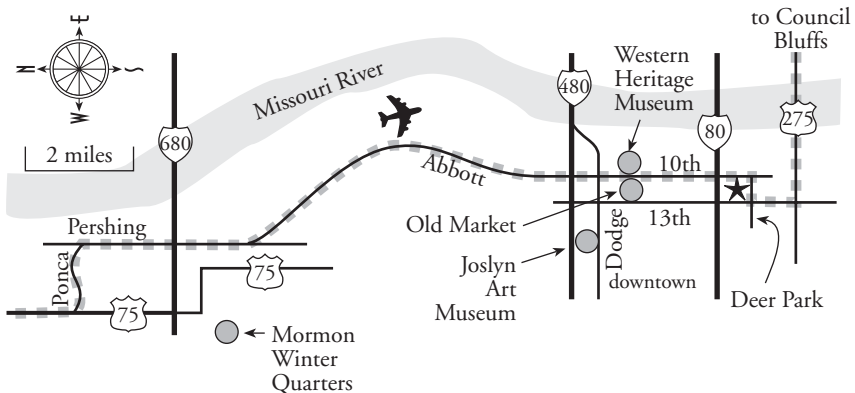 to Council
Bluffs
Western
Heritage
Museum
E
N
S
W
Missouri River
480
275
80
680
2 miles
Abbott
10th
Old Market
13th
Pershing
Dodge
Joslyn
Art
Museum
downtown
Deer Park
Ponca
75
75
Mormon
Winter
Quarters